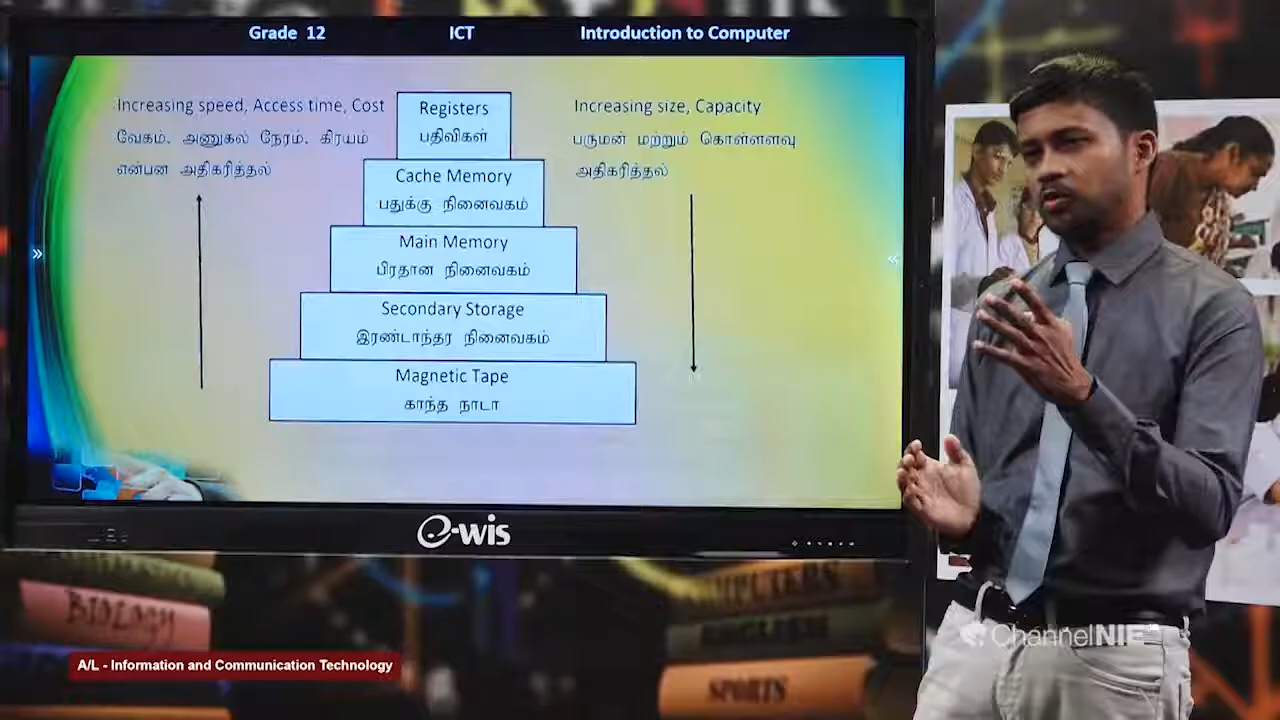 Grade 12
ICT
Introduction to Computer
Increasing speed, Access time, Cost
வேகம், அணுகல் நேரம், கிரயம்
என்பன அதிகரித்தல்
Registers
பதிவிகள்
Cache Memory
பதுக்கு நினைவகம்
Main Memory
பிரதான நினைவகம்
Secondary Storage
இரண்டாந்தர நினைவகம்
Magnetic Tape
காந்த நாடா
Increasing size, Capacity
பருமன் மற்றும் கொள்ளளவு
அதிகரித்தல்
e-wis
BIOLOGY
COMPUTERS
ENGLISH
SPORTS
ChannelNIE
A/L - Information and Communication Technology